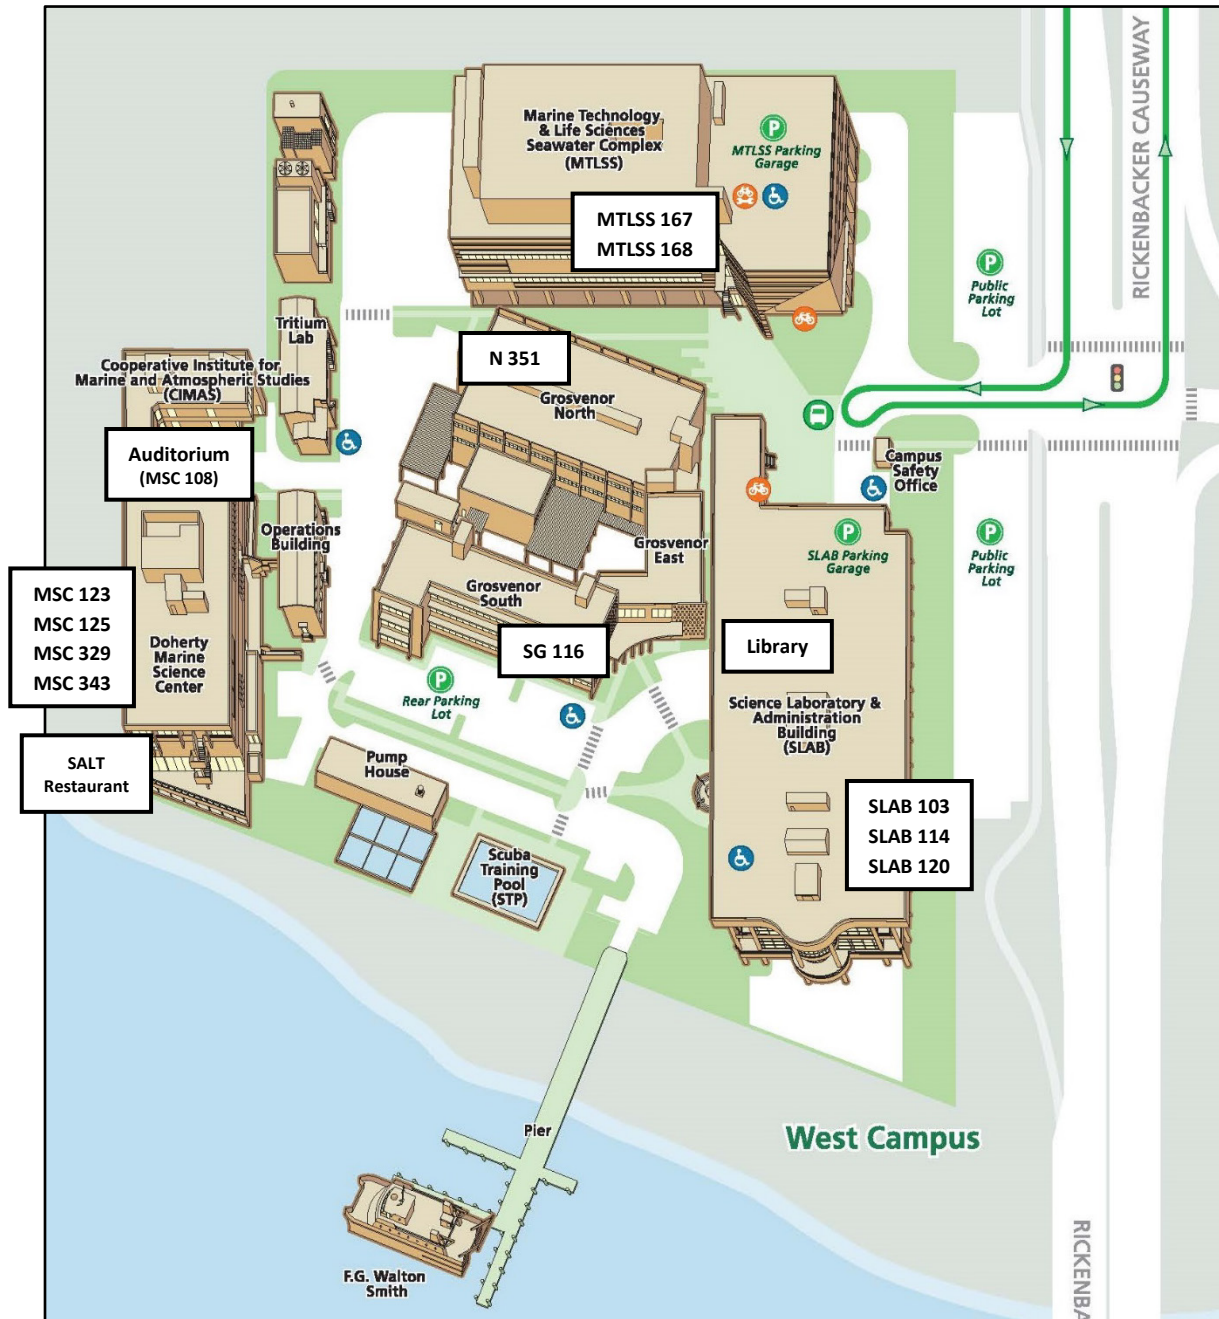 Marine Technology
& Life Sciences
Seawater Complex
(MTLSS)
P
MTLSS Parking
Garage
RICKENBACKER CAUSEWAY
MTLSS 167
MTLSS 168
P
Public
Parking
Lot
Tritium
Lab
Cooperative Institute for
Marine and Atmospheric Studies
(CIMAS)
N 351
Grosvenor
North
Auditorium
(MSC 108)
Campus
Safety
Office
Operations
Building
Grosvenor
East
P
SLAB Parking
Garage
P
Public
Parking
Lot
MSC 123
MSC 125
MSC 329
MSC 343
Doherty
Marine
Science
Center
Grosvenor
South
SG 116
Library
P
Rear Parking
Lot
Science Laboratory &
Administration
Building
(SLAB)
SALT
Restaurant
Pump
House
SLAB 103
SLAB 114
SLAB 120
Scuba
Training
Pool
(STP)
Pier
West Campus
F.G. Walton
Smith
RICKENBA